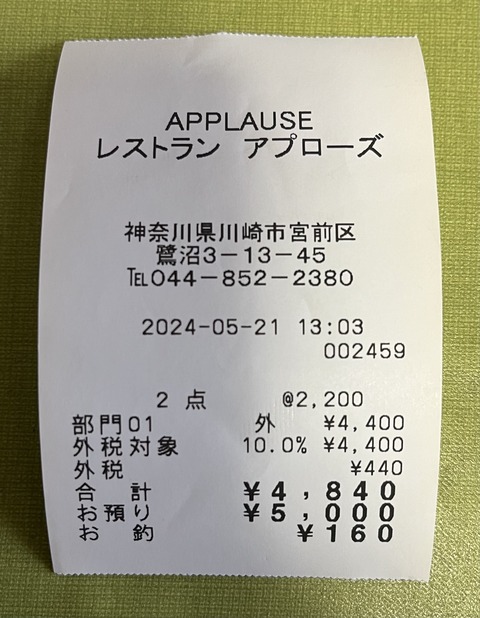 APPLAUSE
レストラン アプローズ
神奈川県川崎市宮前区
鷺沼3-13-45
℡044-852-2380
2024-05-21 13:03
002459
2 点 @2,200
部門01 外 ¥4,400
外税対象 10.0% ¥4,400
外税 ¥440
合 計 ¥4,840
お預り ¥5,000
お 釣 ¥160